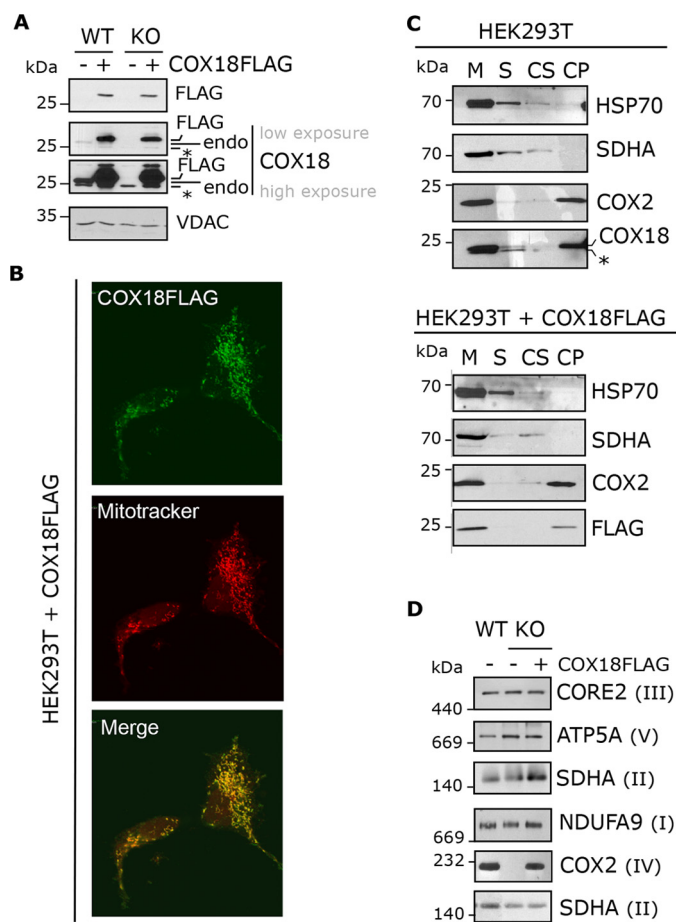 A
WT KO
kDa - + - + COX18FLAG
25 FLAG
FLAG
25 endo low exposure
*
COX18
FLAG
25 endo
* high exposure
35
VDAC
B
HEK293T + COX18FLAG
COX18FLAG
Mitotracker
Merge
C
HEK293T
kDa M S CS CP
70 HSP70
70 SDHA
25
COX2
25 COX18
*
HEK293T + COX18FLAG
kDa M S CS CP
70
HSP70
70 SDHA
25
COX2
25 FLAG
D
WT KO
kDa - - + COX18FLAG
CORE2 (III)
440
669 ATP5A (V)
140 SDHA (II)
NDUFA9 (I)
669
232
COX2 (IV)
140 SDHA (II)